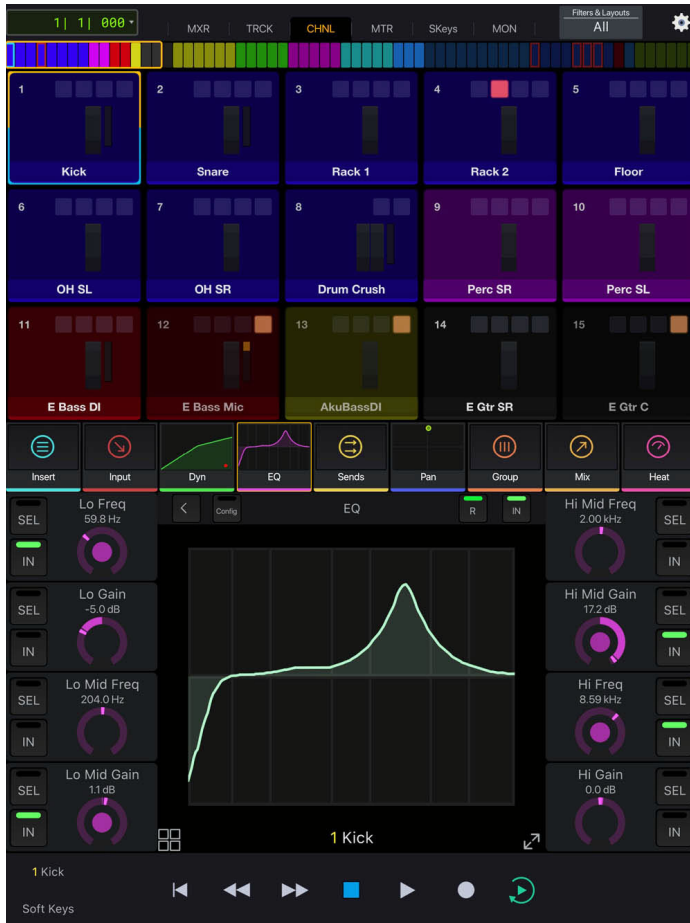 1| 1| 000
MXR
TRCK
CHNL
MTR
SKeys
MON
Filters & Layouts
All
1
2
3
4
5
Kick
Snare
Rack 1
Rack 2
Floor
6
7
8
9
10
OH SL
OH SR
Drum Crush
Perc SR
Perc SL
11
12
13
14
15
E Bass DI
E Bass Mic
AkuBassDI
E Gtr SR
E Gtr C
Insert
Input
Dyn
EQ
Sends
Pan
Group
Mix
Heat
SEL
IN
Lo Freq
59.8 Hz
SEL
IN
Lo Gain
-5.0 dB
SEL
IN
Lo Mid Freq
204.0 Hz
SEL
IN
Lo Mid Gain
1.1 dB
Config
EQ
R
IN
1 Kick
Hi Mid Freq
2.00 kHz
SEL
IN
Hi Mid Gain
17.2 dB
SEL
IN
Hi Freq
8.59 kHz
SEL
IN
Hi Gain
0.0 dB
SEL
IN
1 Kick
Soft Keys